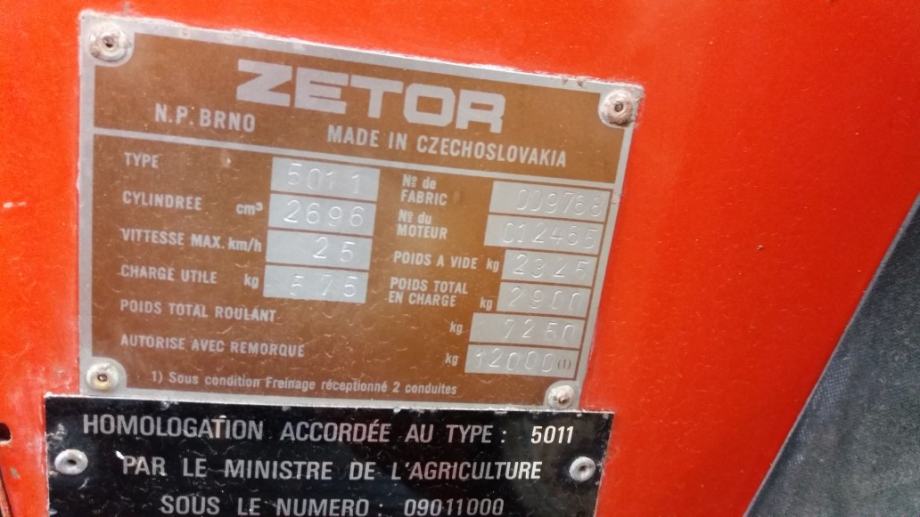 ZETOR
N.P. BRNO
MADE IN CZECHOSLOVAKIA
TYPE 5011 Nº de FABRIC 009768
CYLINDREE cm³ 2696 Nº du MOTEUR 012455
VITTESSE MAX. km/h 25 POIDS A VIDE kg 2325
CHARGE UTILE kg 575 POIDS TOTAL EN CHARGE kg 2900
POIDS TOTAL ROULANT kg 7250
AUTORISE AVEC REMORQUE kg 12000 (1)
1) Sous condition Freinage réceptionné 2 conduites
HOMOLOGATION ACCORDÉE AU TYPE : 5011
PAR LE MINISTRE DE L'AGRICULTURE
SOUS LE NUMERO : 09011000